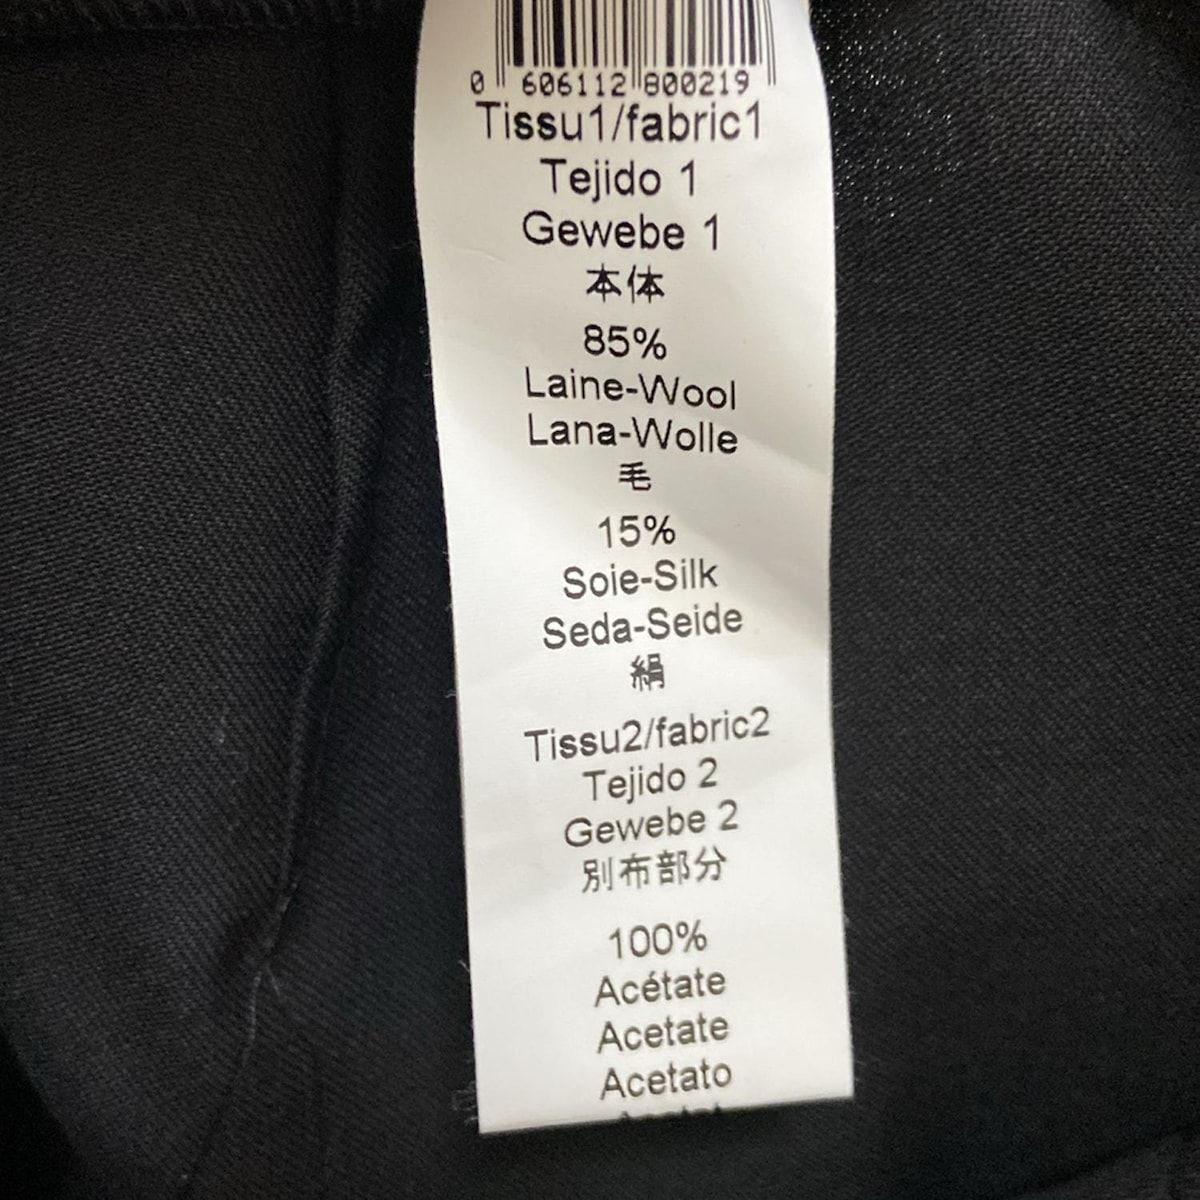 0 606112 800219
Tissu1/fabric1
Tejido 1
Gewebe 1
本体
85%
Laine-Wool
Lana-Wolle
毛
15%
Soie-Silk
Seda-Seide
絹
Tissu2/fabric2
Tejido 2
Gewebe 2
別布部分
100%
Acétate
Acetate
Acetato